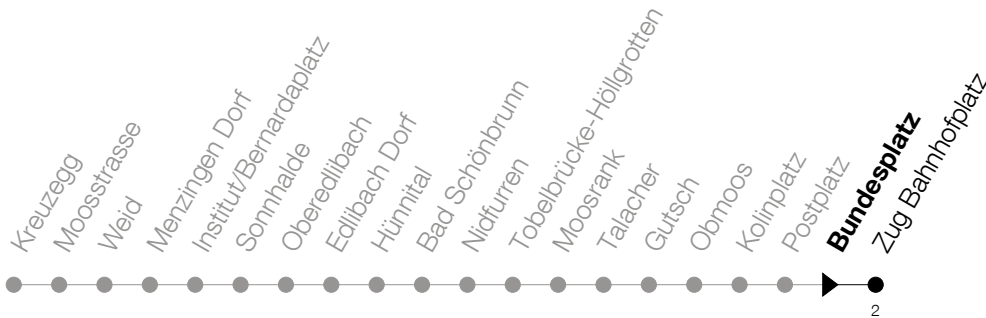 Kreuzegg
Moosstrasse
Weid
Menzingen Dorf
Institut/Bernardaplatz
Sonnhalde
Oberedlibach
Edlibach Dorf
Hünnital
Bad Schönbrunn
Nidfurren
Tobelbrücke-Höllgrotten
Moosrank
Talacher
Gutsch
Obmoos
Kolinplatz
Postplatz
Bundesplatz
Zug Bahnhofplatz
2